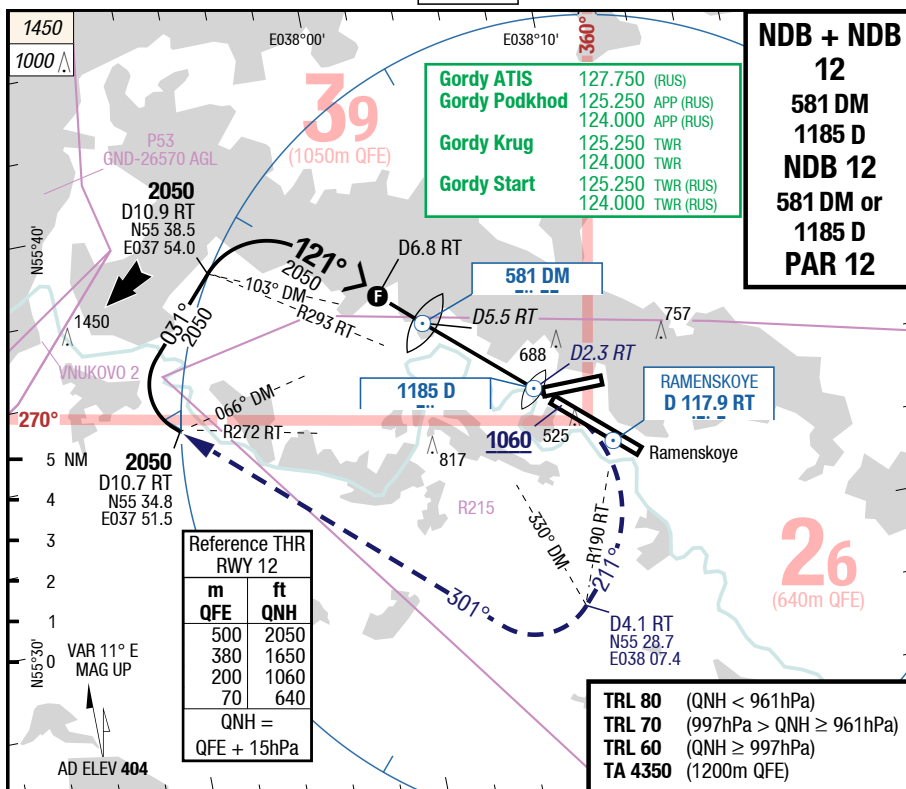 1450
1000
E038°00'
E038°10'
360°
NDB + NDB
12
581 DM
1185 D
NDB 12
581 DM or
1185 D
PAR 12
Gordy ATIS 127.750 (RUS)
Gordy Podkhod 125.250 APP (RUS)
124.000 APP (RUS)
Gordy Krug 125.250 TWR
124.000 TWR
Gordy Start 125.250 TWR (RUS)
124.000 TWR (RUS)
39
(1050m QFE)
P53
GND-26570 AGL
2050
D10.9 RT
N55 38.5
E037 54.0
N55°40'
121°
2050
D6.8 RT
F
103° DM
R293 RT
581 DM
D5.5 RT
031°
2050
1450
757
688
D2.3 RT
VNUKOVO 2
066° DM
1185 D
RAMENSKOYE
D 117.9 RT
270°
R272 RT
1060
525
Ramenskoye
817
2050
D10.7 RT
N55 34.8
E037 51.5
5 NM
4
3
2
1
0
R215
330° DM
R190 RT
211°
301°
26
(640m QFE)
D4.1 RT
N55 28.7
E038 07.4
Reference THR
RWY 12
m ft
QFE QNH
500 2050
380 1650
200 1060
70 640
QNH =
QFE + 15hPa
N55°30'
VAR 11° E
MAG UP
AD ELEV 404
TRL 80 (QNH < 961hPa)
TRL 70 (997hPa > QNH ≥ 961hPa)
TRL 60 (QNH ≥ 997hPa)
TA 4350 (1200m QFE)